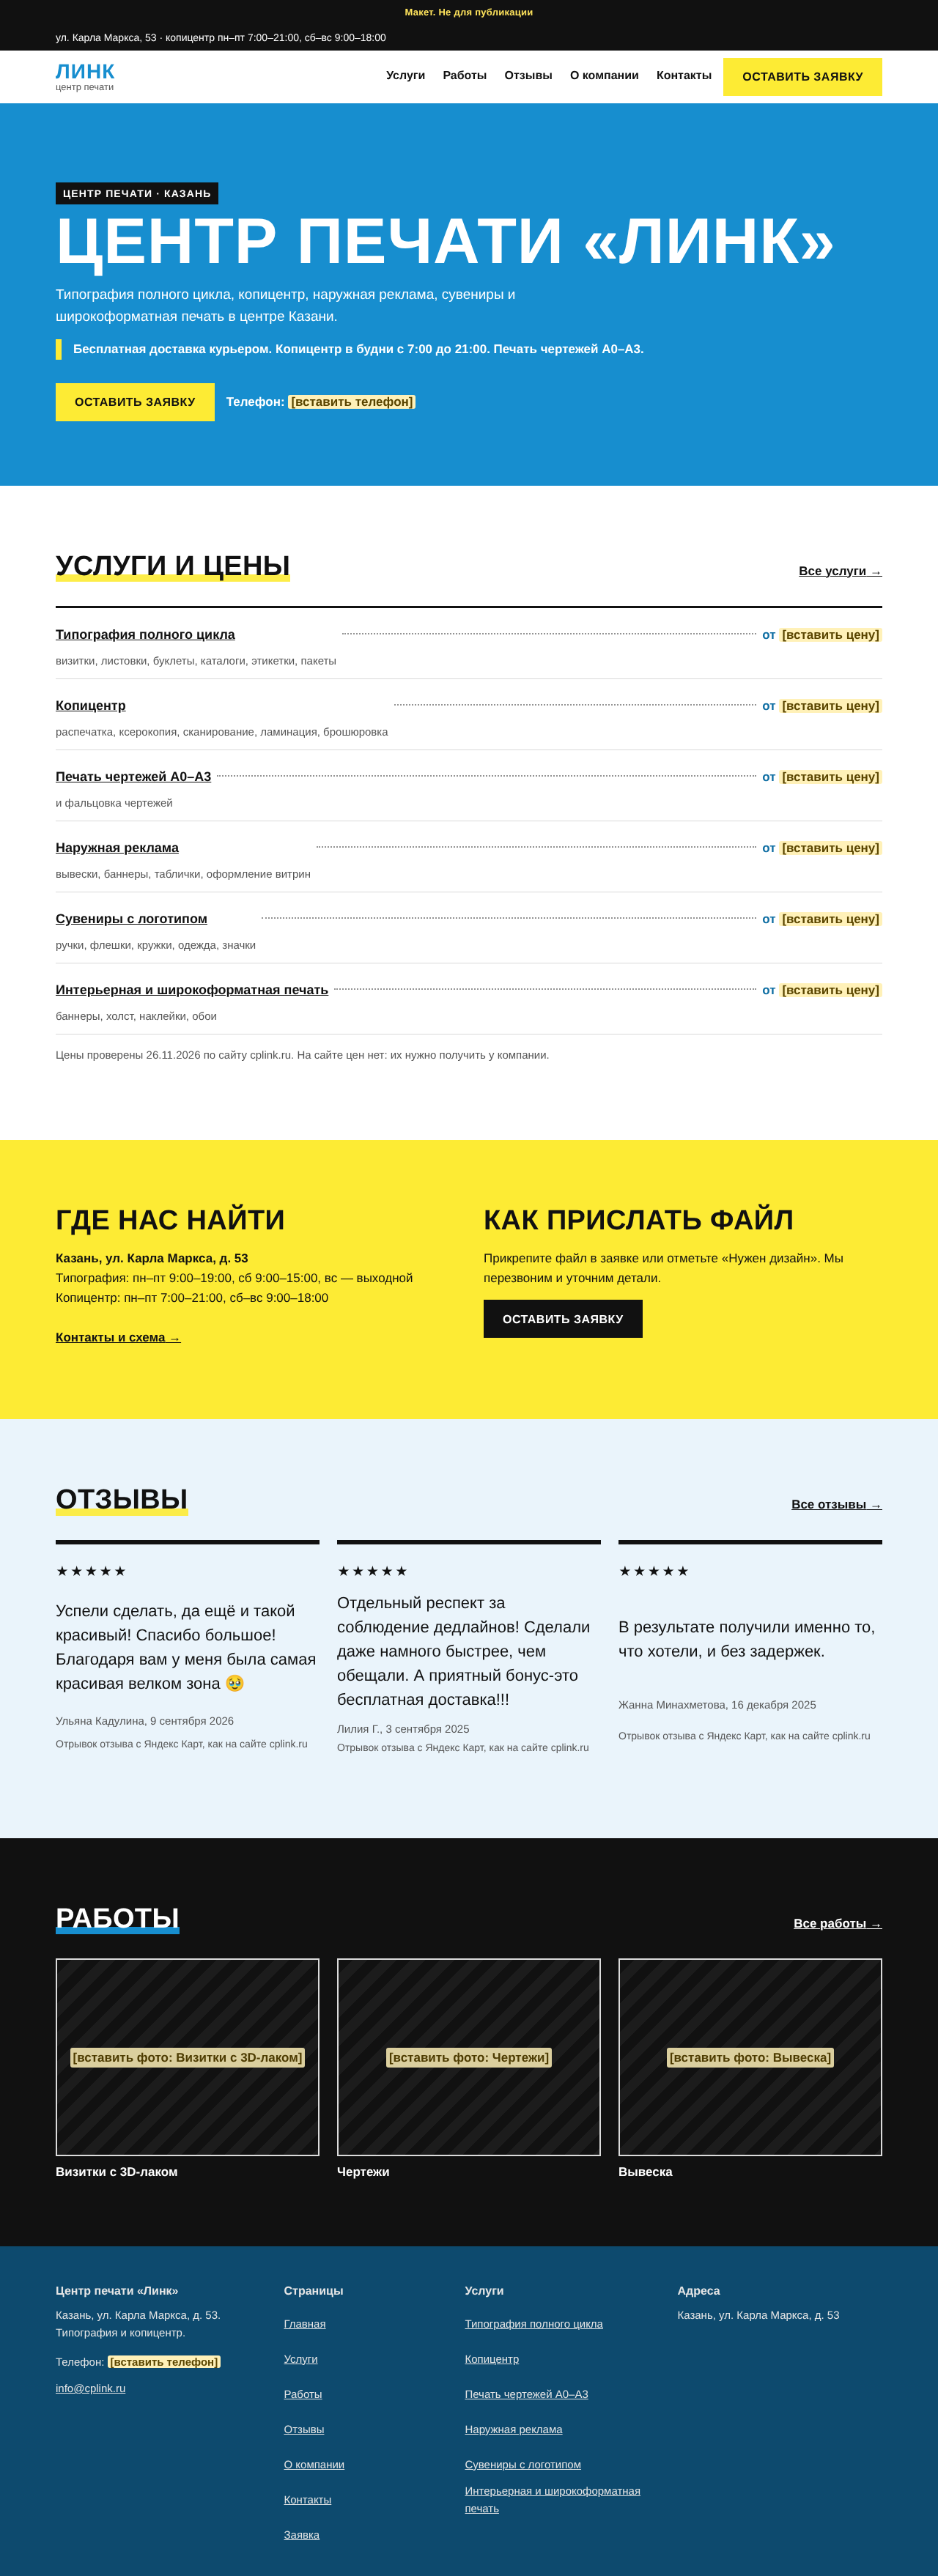 Макет. Не для публикации
ул. Карла Маркса, 53 · копицентр пн–пт 7:00–21:00, сб–вс 9:00–18:00
ЛИНК
центр печати
Услуги
Работы
Отзывы
О компании
Контакты
ОСТАВИТЬ ЗАЯВКУ
ЦЕНТР ПЕЧАТИ · КАЗАНЬ
ЦЕНТР ПЕЧАТИ «ЛИНК»
Типография полного цикла, копицентр, наружная реклама, сувениры и
широкоформатная печать в центре Казани.
Бесплатная доставка курьером. Копицентр в будни с 7:00 до 21:00. Печать чертежей А0–А3.
ОСТАВИТЬ ЗАЯВКУ
Телефон: [вставить телефон]
УСЛУГИ И ЦЕНЫ
Все услуги →
Типография полного цикла
от [вставить цену]
визитки, листовки, буклеты, каталоги, этикетки, пакеты
Копицентр
от [вставить цену]
распечатка, ксерокопия, сканирование, ламинация, брошюровка
Печать чертежей А0–А3
от [вставить цену]
и фальцовка чертежей
Наружная реклама
от [вставить цену]
вывески, баннеры, таблички, оформление витрин
Сувениры с логотипом
от [вставить цену]
ручки, флешки, кружки, одежда, значки
Интерьерная и широкоформатная печать
от [вставить цену]
баннеры, холст, наклейки, обои
Цены проверены 26.11.2026 по сайту cplink.ru. На сайте цен нет: их нужно получить у компании.
ГДЕ НАС НАЙТИ
Казань, ул. Карла Маркса, д. 53
Типография: пн–пт 9:00–19:00, сб 9:00–15:00, вс — выходной
Копицентр: пн–пт 7:00–21:00, сб–вс 9:00–18:00
Контакты и схема →
КАК ПРИСЛАТЬ ФАЙЛ
Прикрепите файл в заявке или отметьте «Нужен дизайн». Мы
перезвоним и уточним детали.
ОСТАВИТЬ ЗАЯВКУ
ОТЗЫВЫ
Все отзывы →
★★★★★
Успели сделать, да ещё и такой
красивый! Спасибо большое!
Благодаря вам у меня была самая
красивая велком зона 🥹
Ульяна Кадулина, 9 сентября 2026
Отрывок отзыва с Яндекс Карт, как на сайте cplink.ru
★★★★★
Отдельный респект за
соблюдение дедлайнов! Сделали
даже намного быстрее, чем
обещали. А приятный бонус-это
бесплатная доставка!!!
Лилия Г., 3 сентября 2025
Отрывок отзыва с Яндекс Карт, как на сайте cplink.ru
★★★★★
В результате получили именно то,
что хотели, и без задержек.
Жанна Минахметова, 16 декабря 2025
Отрывок отзыва с Яндекс Карт, как на сайте cplink.ru
РАБОТЫ
Все работы →
[вставить фото: Визитки с 3D-лаком]
Визитки с 3D-лаком
[вставить фото: Чертежи]
Чертежи
[вставить фото: Вывеска]
Вывеска
Центр печати «Линк»
Казань, ул. Карла Маркса, д. 53.
Типография и копицентр.
Телефон: [вставить телефон]
info@cplink.ru
Страницы
Главная
Услуги
Работы
Отзывы
О компании
Контакты
Заявка
Услуги
Типография полного цикла
Копицентр
Печать чертежей А0–А3
Наружная реклама
Сувениры с логотипом
Интерьерная и широкоформатная
печать
Адреса
Казань, ул. Карла Маркса, д. 53